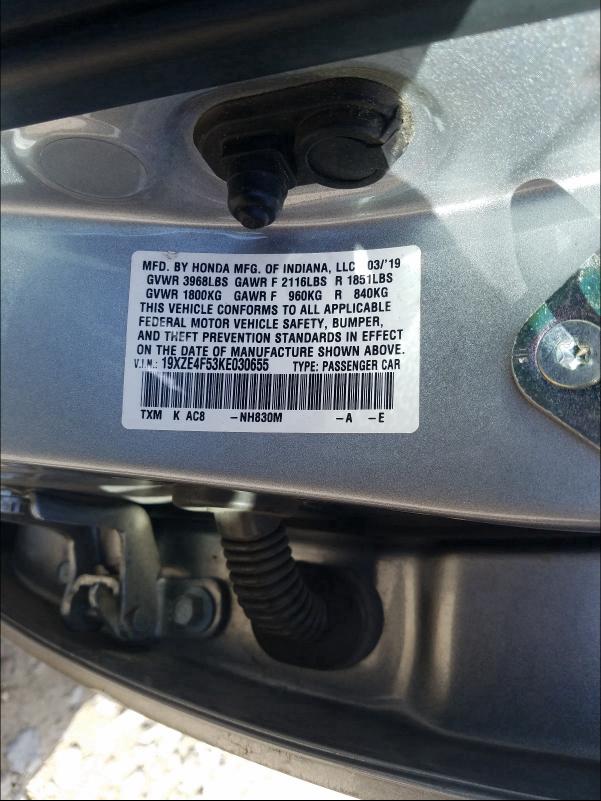 MFD. BY HONDA MFG. OF INDIANA, LLC 03/'19
GVWR 3968LBS GAWR F 2116LBS R 1851LBS
GVWR 1800KG GAWR F 960KG R 840KG
THIS VEHICLE CONFORMS TO ALL APPLICABLE
FEDERAL MOTOR VEHICLE SAFETY, BUMPER,
AND THEFT PREVENTION STANDARDS IN EFFECT
ON THE DATE OF MANUFACTURE SHOWN ABOVE.
V.I.N.: 19XZE4F53KE030655 TYPE: PASSENGER CAR
TXM K AC8 -NH830M -A -E